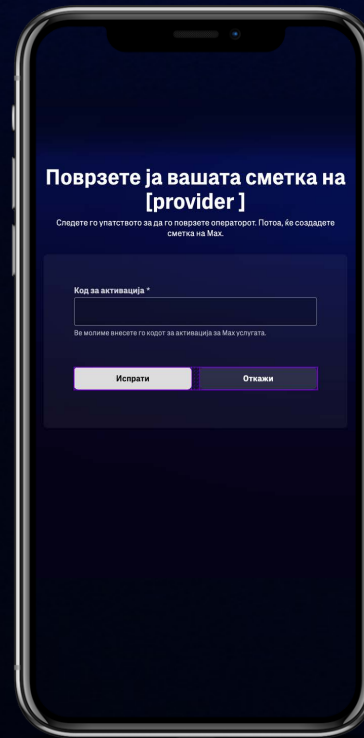 Поврзете ја вашата сметка на
[provider ]
Следете го упатството за да го поврзете операторот. Потоа, ќе создадете
сметка на Max.
Код за активација *
Ве молиме внесете го кодот за активација за Max услугата.
Испрати
Откажи